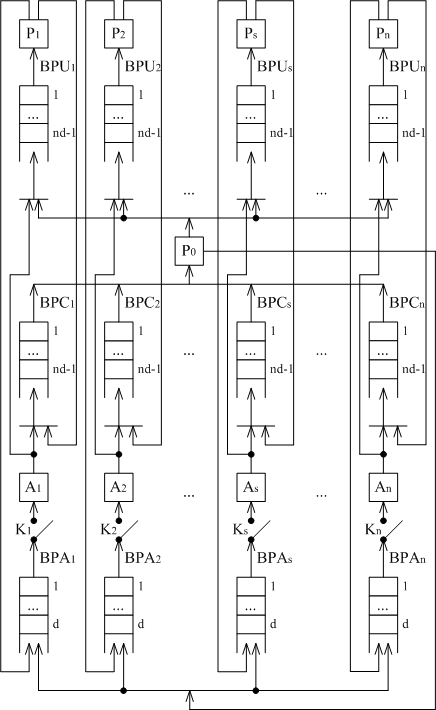 P₁ P₂ Pₛ Pₙ
BPU₁ BPU₂ BPUₛ BPUₙ
1 1 1 1
... ... ... ...
nd-1 nd-1 nd-1 nd-1
... ...
P₀
BPC₁ BPC₂ BPCₛ BPCₙ
1 1 1 1
... ... ... ... ... ...
nd-1 nd-1 nd-1 nd-1
A₁ A₂ Aₛ Aₙ
... ...
K₁ K₂ Kₛ Kₙ
BPA₁ BPA₂ BPAₛ BPAₙ
1 1 1 1
... ... ... ...
d d d d